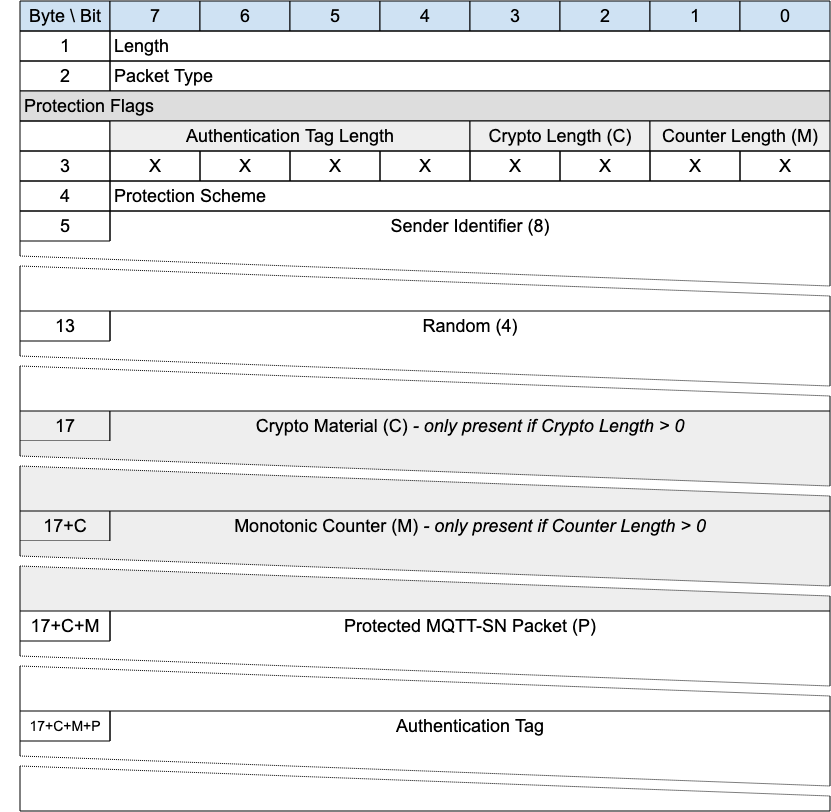 Byte \ Bit 7 6 5 4 3 2 1 0
1 Length
2 Packet Type
Protection Flags
Authentication Tag Length Crypto Length (C) Counter Length (M)
3 X X X X X X X X
4 Protection Scheme
5 Sender Identifier (8)
13 Random (4)
17 Crypto Material (C) - only present if Crypto Length > 0
17+C Monotonic Counter (M) - only present if Counter Length > 0
17+C+M Protected MQTT-SN Packet (P)
17+C+M+P Authentication Tag